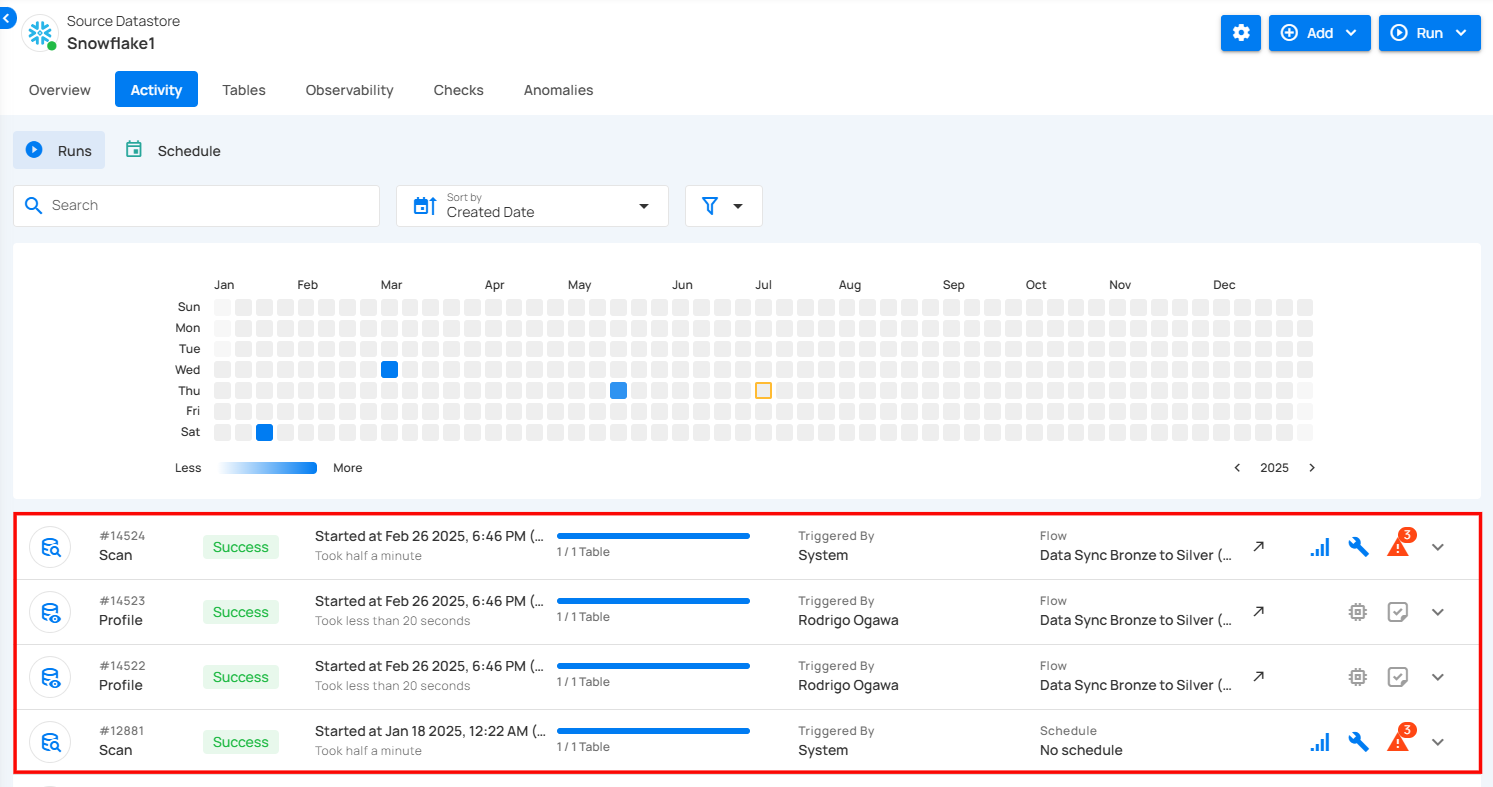 Source Datastore
Snowflake1
Add
Run
Overview Activity Tables Observability Checks Anomalies
Runs Schedule
Search
Sort by
Created Date
Jan Feb Mar Apr May Jun Jul Aug Sep Oct Nov Dec
Sun
Mon
Tue
Wed
Thu
Fri
Sat
Less More
2025
#14524
Scan
Success
Started at Feb 26 2025, 6:46 PM (...
Took half a minute
1 / 1 Table
Triggered By
System
Flow
Data Sync Bronze to Silver (...
3
#14523
Profile
Success
Started at Feb 26 2025, 6:46 PM (...
Took less than 20 seconds
1 / 1 Table
Triggered By
Rodrigo Ogawa
Flow
Data Sync Bronze to Silver (...
#14522
Profile
Success
Started at Feb 26 2025, 6:46 PM (...
Took less than 20 seconds
1 / 1 Table
Triggered By
Rodrigo Ogawa
Flow
Data Sync Bronze to Silver (...
#12881
Scan
Success
Started at Jan 18 2025, 12:22 AM (...
Took half a minute
1 / 1 Table
Triggered By
System
Schedule
No schedule
3